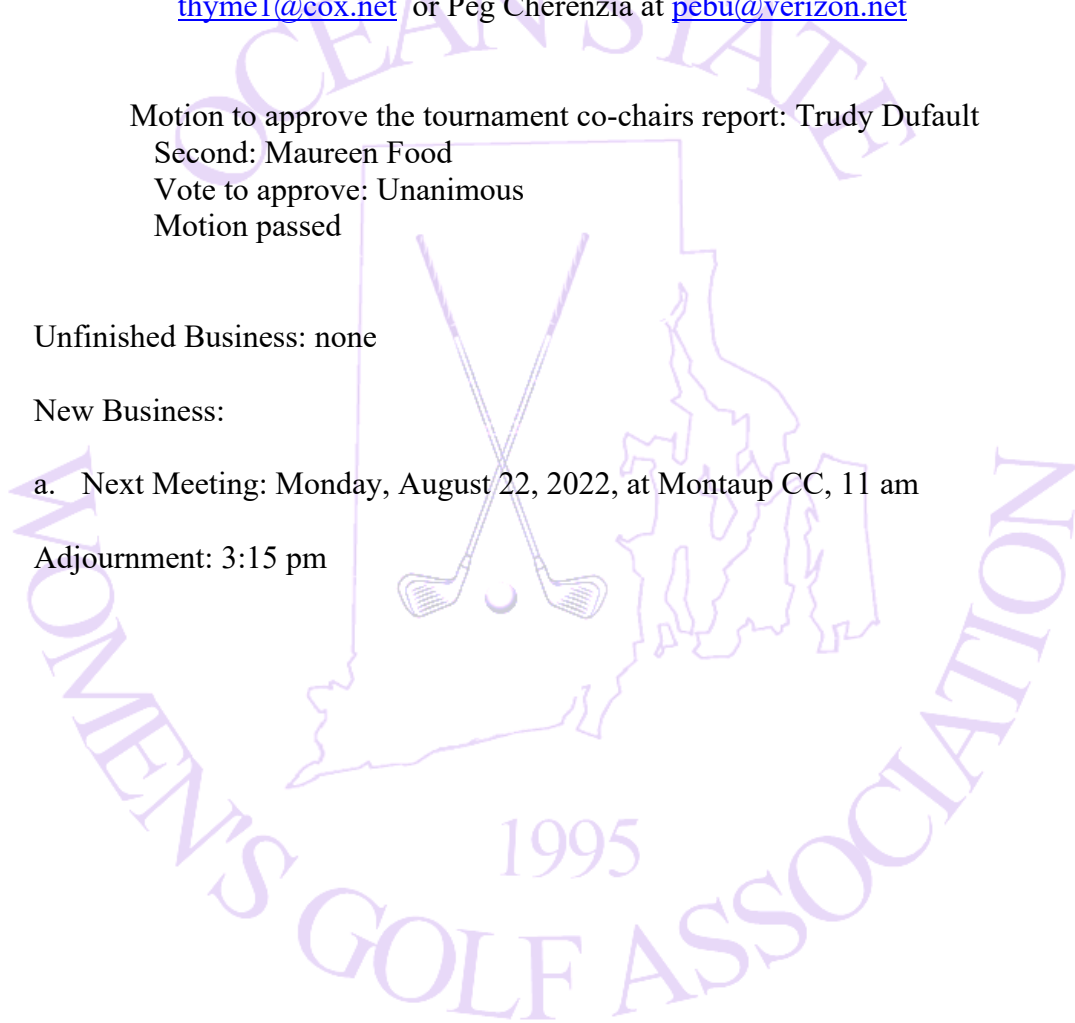 thyme1@cox.net or Peg Cherenzia at pebu@verizon.net
Motion to approve the tournament co-chairs report: Trudy Dufault
Second: Maureen Food
Vote to approve: Unanimous
Motion passed
Unfinished Business: none
New Business:
a. Next Meeting: Monday, August 22, 2022, at Montaup CC, 11 am
Adjournment: 3:15 pm
OCEAN STATE
WOMEN'S GOLF ASSOCIATION
1995